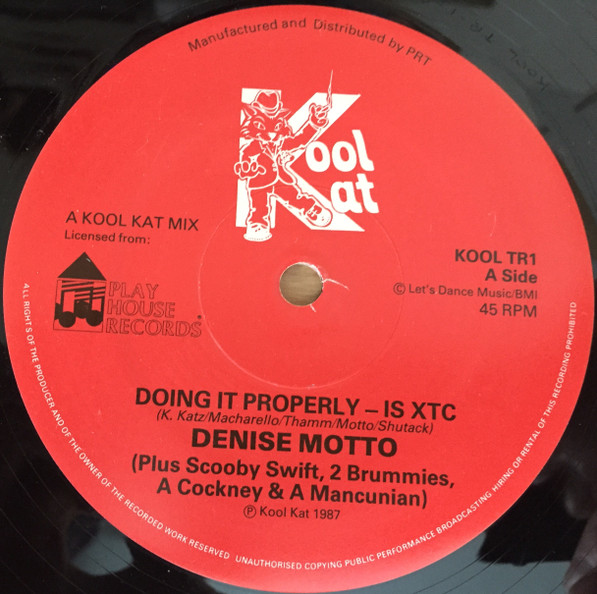 Manufactured and Distributed by PRT
Kool
Kat
A KOOL KAT MIX
Licensed from:
PLAY
HOUSE
RECORDS
KOOL TR1
A Side
© Let's Dance Music/BMI
45 RPM
DOING IT PROPERLY – IS XTC
(K. Katz/Macharello/Thamm/Motto/Shutack)
DENISE MOTTO
(Plus Scooby Swift, 2 Brummies,
A Cockney & A Mancunian)
℗ Kool Kat 1987
ALL RIGHTS OF THE PRODUCER AND OF THE OWNER OF THE RECORDED WORK RESERVED UNAUTHORISED COPYING PUBLIC PERFORMANCE BROADCASTING HIRING OR RENTAL OF THIS RECORDING PROHIBITED
KOOL TR